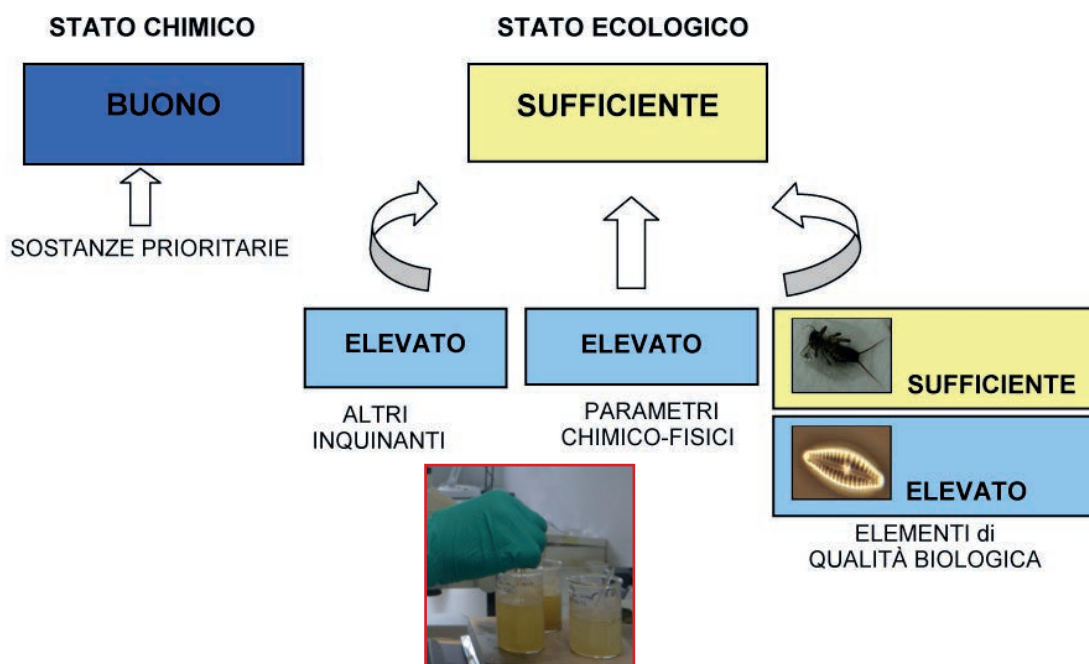 STATO CHIMICO
STATO ECOLOGICO
BUONO
SUFFICIENTE
SOSTANZE PRIORITARIE
ELEVATO
ELEVATO
SUFFICIENTE
ELEVATO
ALTRI
INQUINANTI
PARAMETRI
CHIMICO-FISICI
ELEMENTI di
QUALITÀ BIOLOGICA